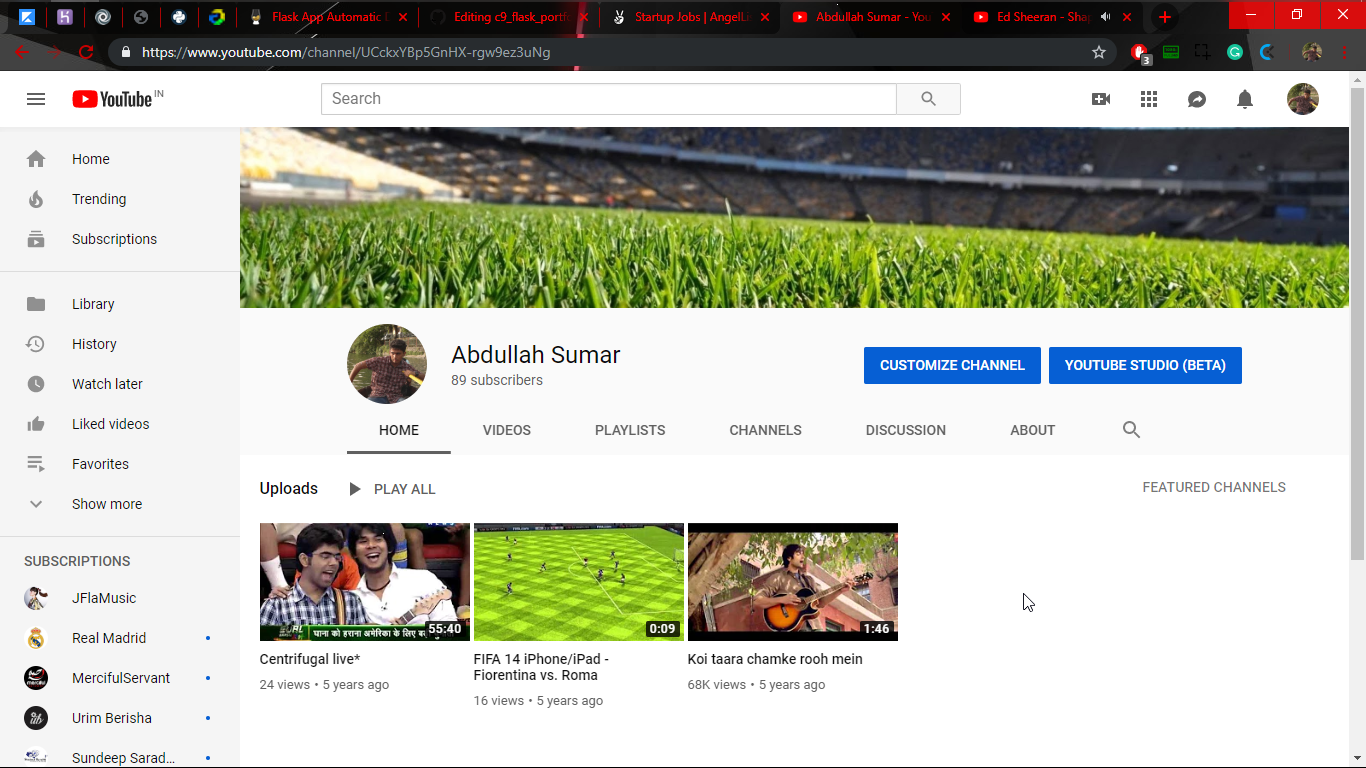 Flask App Automatic
Editing c9_flask_portfo
Startup Jobs | AngelLi
Abdullah Sumar - You
Ed Sheeran - Shap
https://www.youtube.com/channel/UCckxYBp5GnHX-rgw9ez3uNg
3
YouTube IN
Search
Home
Trending
Subscriptions
Library
History
Watch later
Liked videos
Favorites
Show more
SUBSCRIPTIONS
JFlaMusic
Real Madrid
MercifulServant
Urim Berisha
Sundeep Sarad...
Abdullah Sumar
89 subscribers
CUSTOMIZE CHANNEL
YOUTUBE STUDIO (BETA)
HOME
VIDEOS
PLAYLISTS
CHANNELS
DISCUSSION
ABOUT
Uploads
PLAY ALL
FEATURED CHANNELS
घाना को हराना अमेरिका के लिए
55:40
Centrifugal live*
24 views • 5 years ago
0:09
FIFA 14 iPhone/iPad -
Fiorentina vs. Roma
16 views • 5 years ago
1:46
Koi taara chamke rooh mein
68K views • 5 years ago